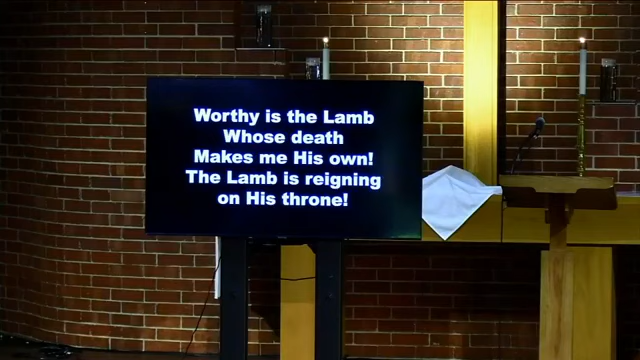 Worthy is the Lamb
Whose death
Makes me His own!
The Lamb is reigning
on His throne!